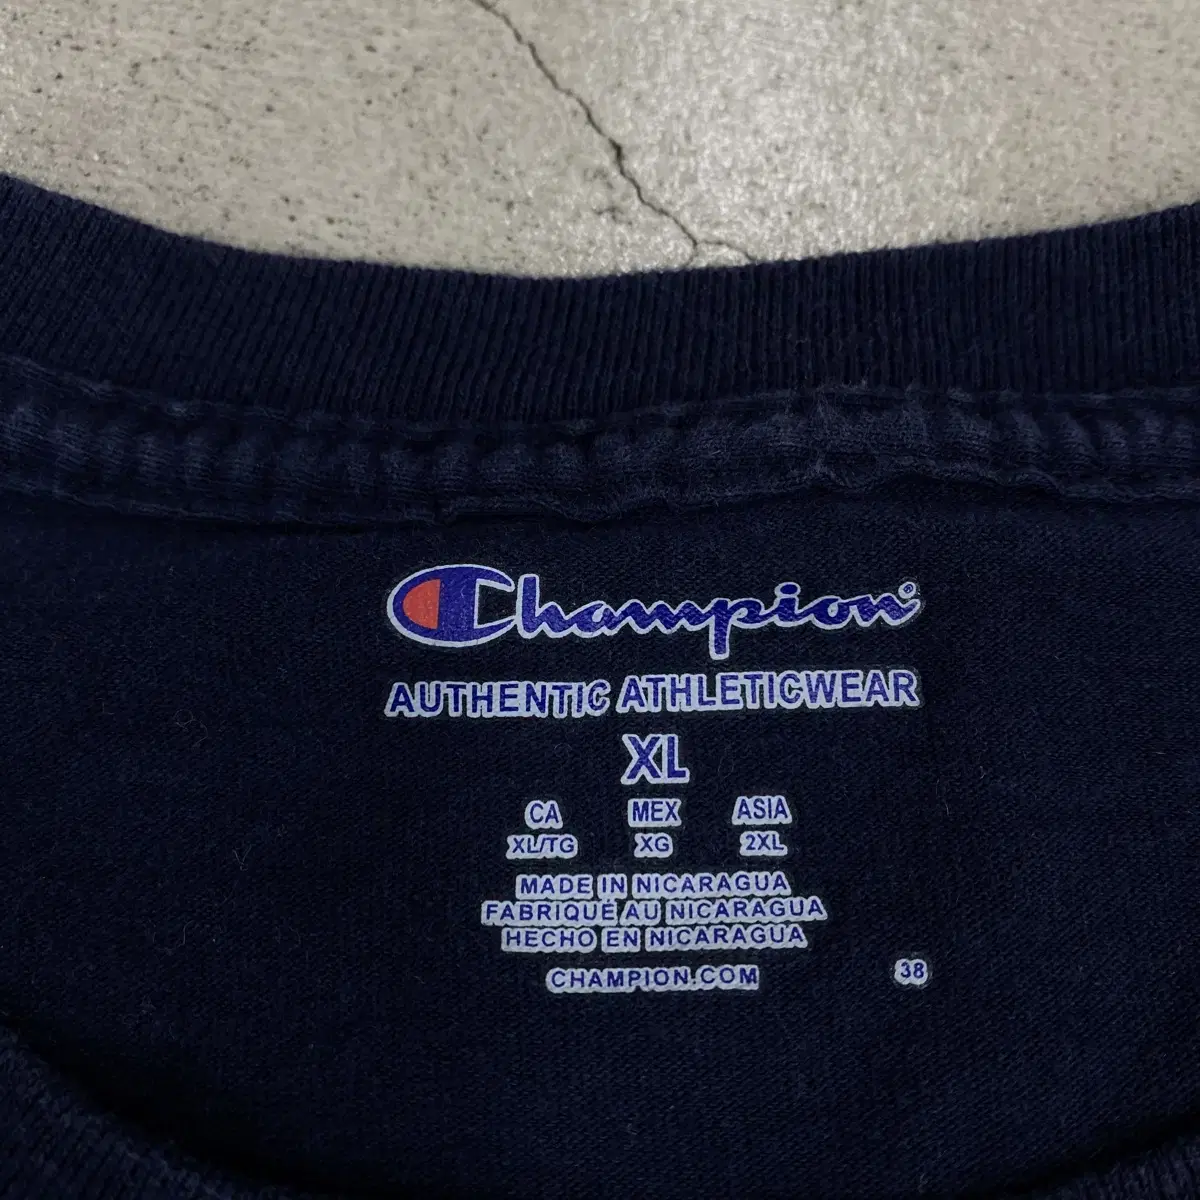 Champion®
AUTHENTIC ATHLETICWEAR
XL
CA MEX ASIA
XL/TG XG 2XL
MADE IN NICARAGUA
FABRIQUÉ AU NICARAGUA
HECHO EN NICARAGUA
CHAMPION.COM 38